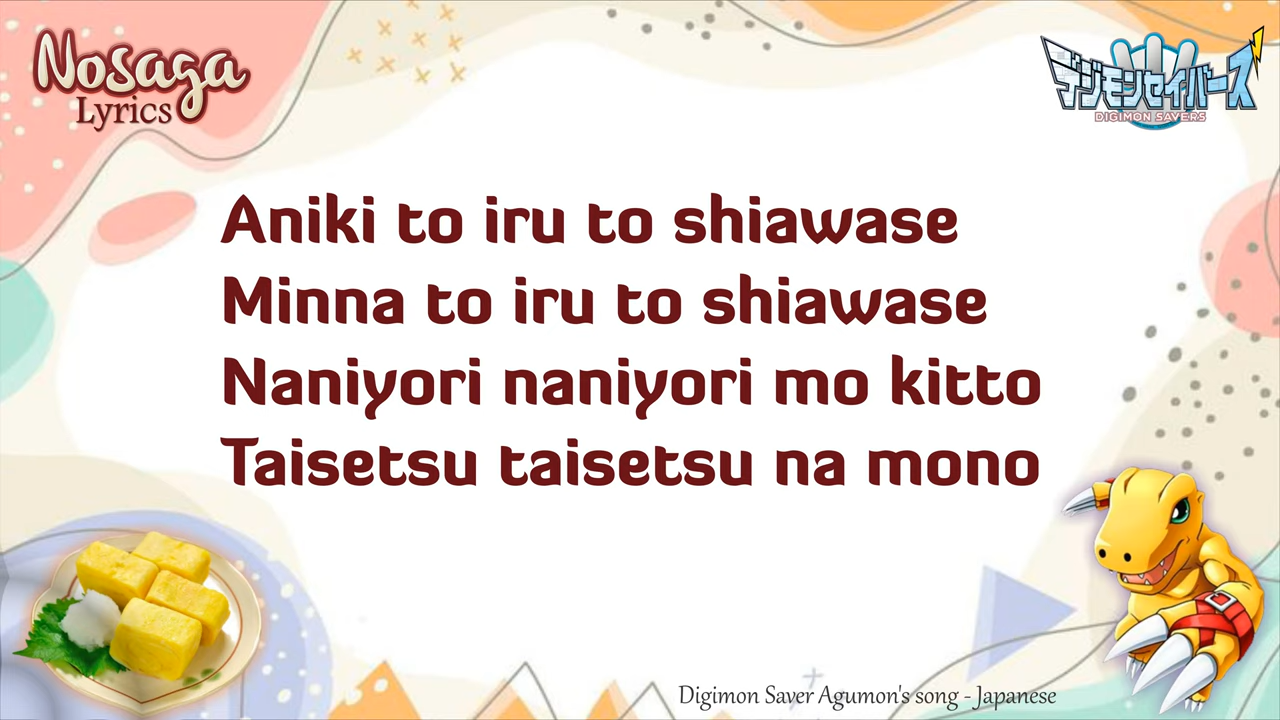 Nosaga
Lyrics
デジモンセイバーズ
DIGIMON SAVERS
Aniki to iru to shiawase
Minna to iru to shiawase
Naniyori naniyori mo kitto
Taisetsu taisetsu na mono
Digimon Saver Agumon's song - Japanese